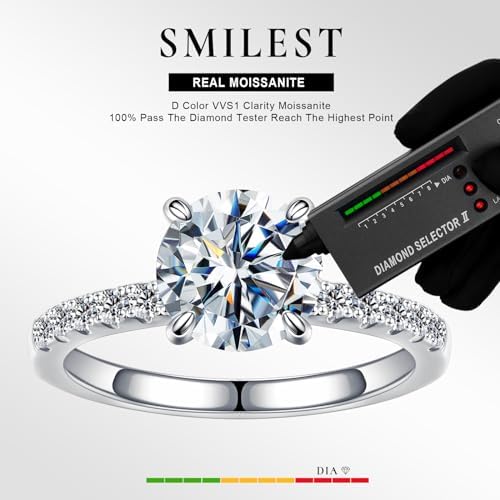 SMILEST
REAL MOISSANITE
D Color VVS1 Clarity Moissanite
100% Pass The Diamond Tester Reach The Highest Point
DIA
1 2 3 4 5 6 7 8
DIAMOND SELECTOR II
DIA